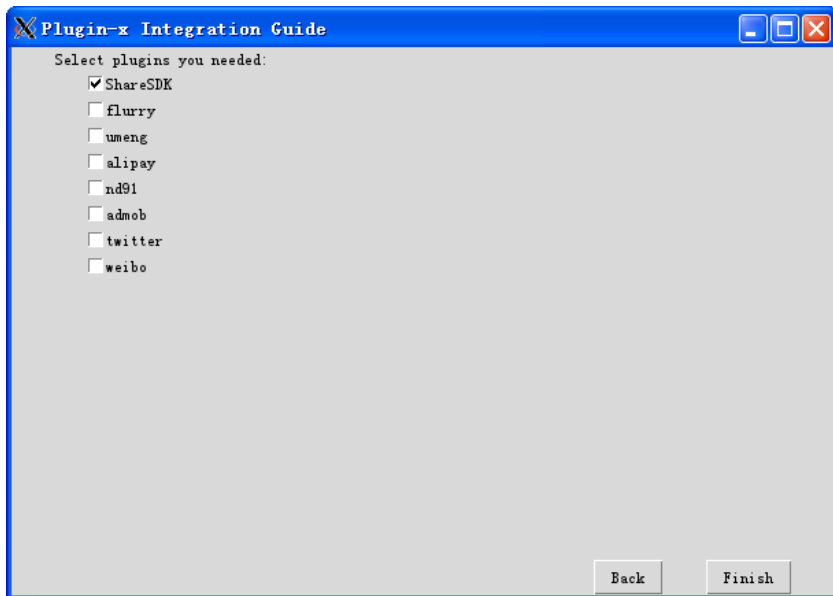 Plugin-x Integration Guide
Select plugins you needed:
ShareSDK
flurry
umeng
alipay
nd91
admob
twitter
weibo
Back Finish